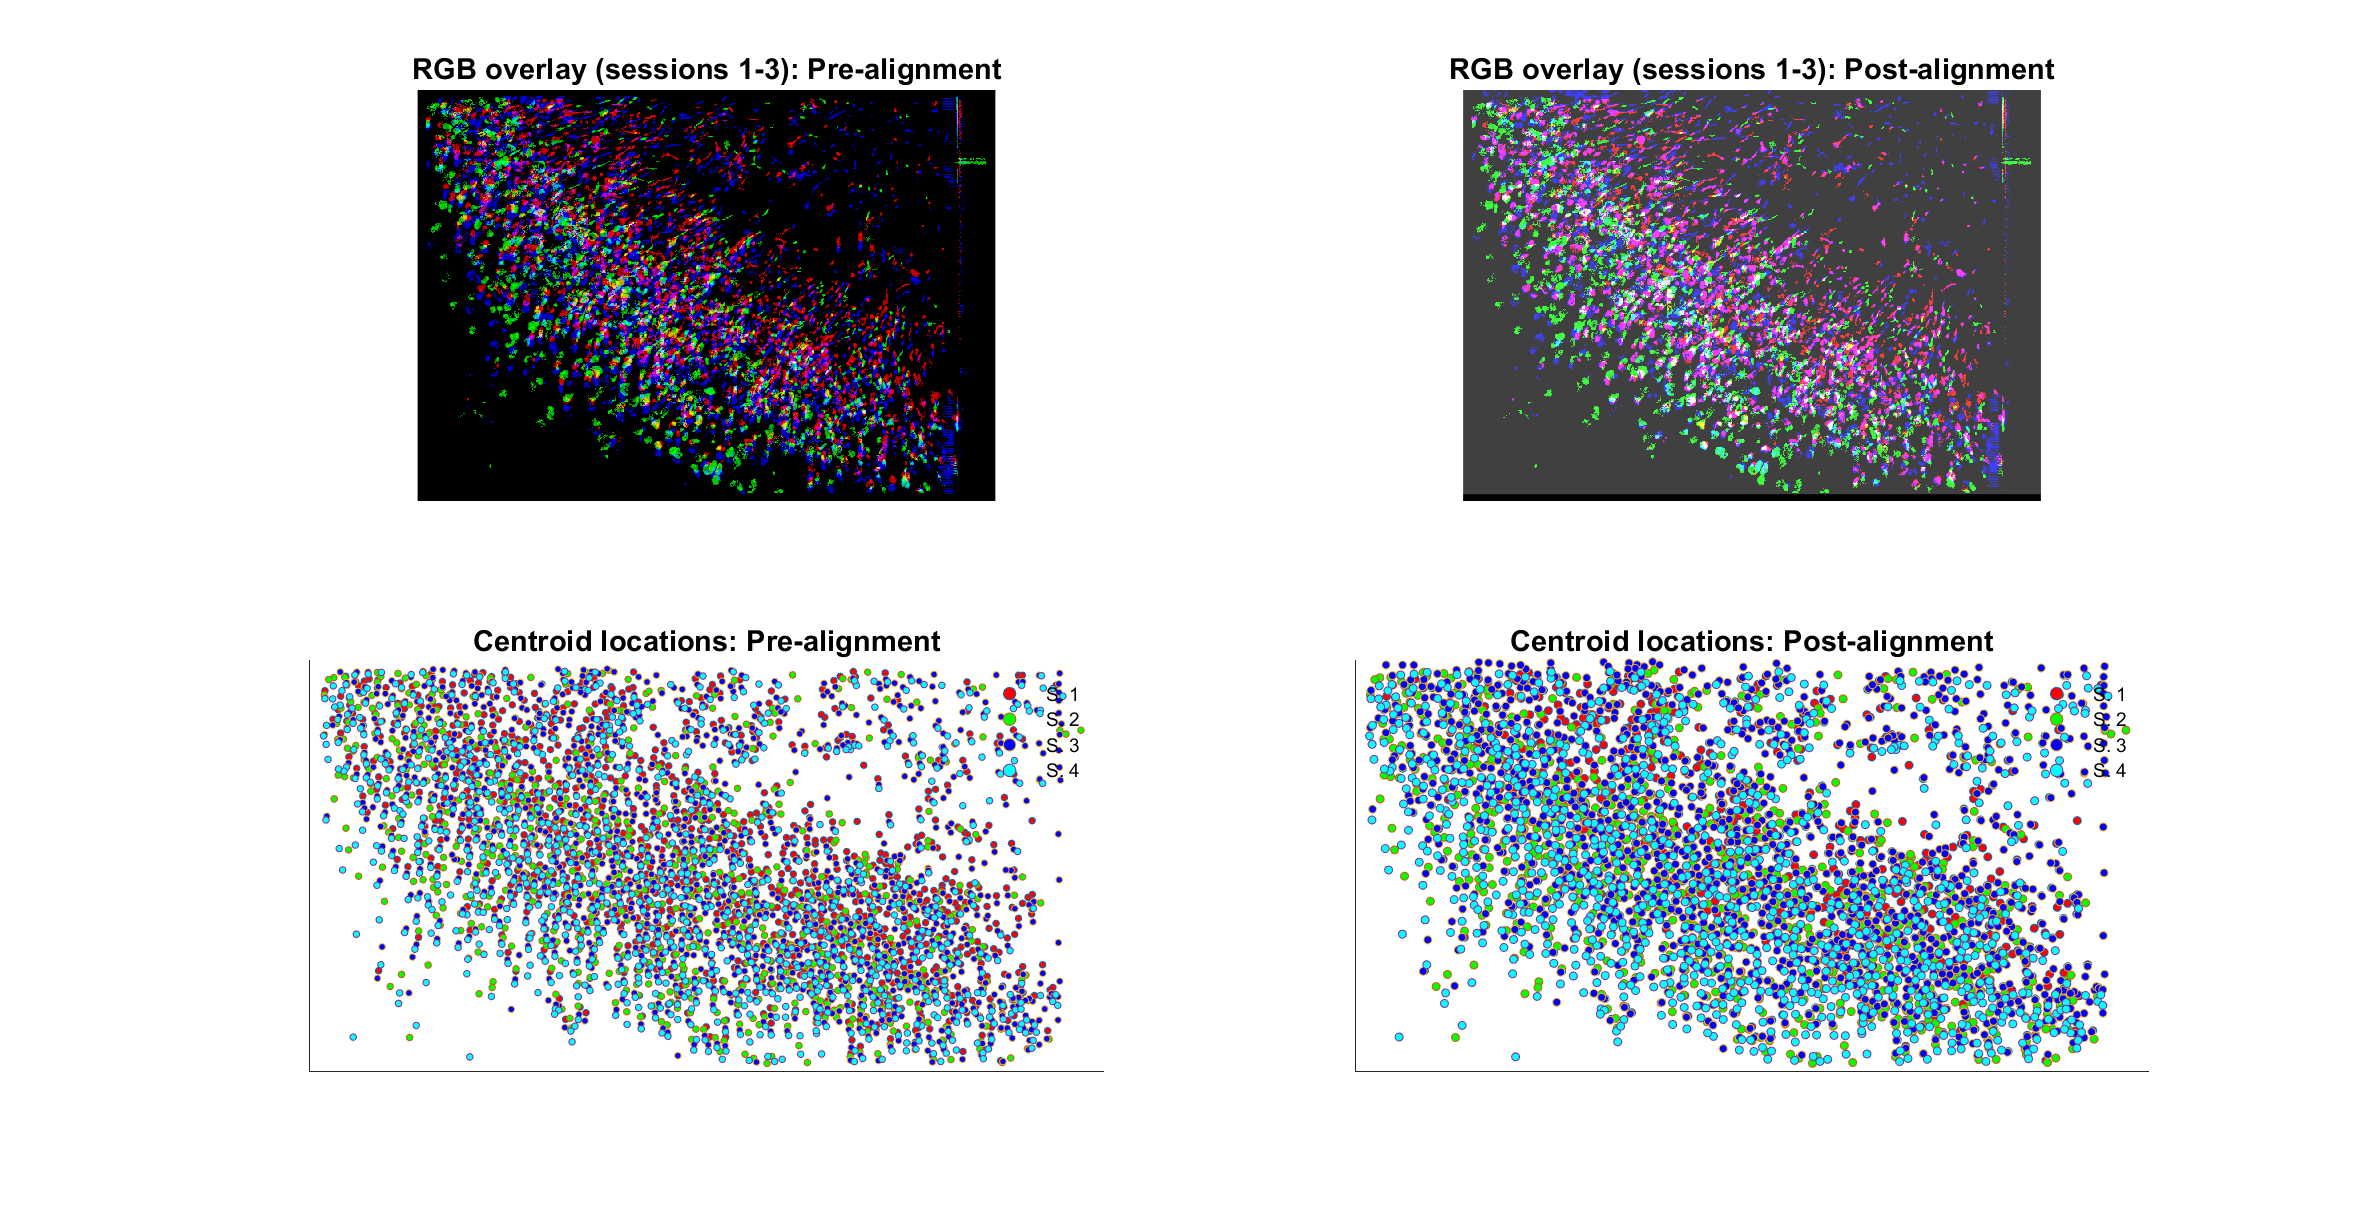 RGB overlay (sessions 1-3): Pre-alignment
RGB overlay (sessions 1-3): Post-alignment
Centroid locations: Pre-alignment
S. 1
S. 2
S. 3
S. 4
Centroid locations: Post-alignment
S. 1
S. 2
S. 3
S. 4